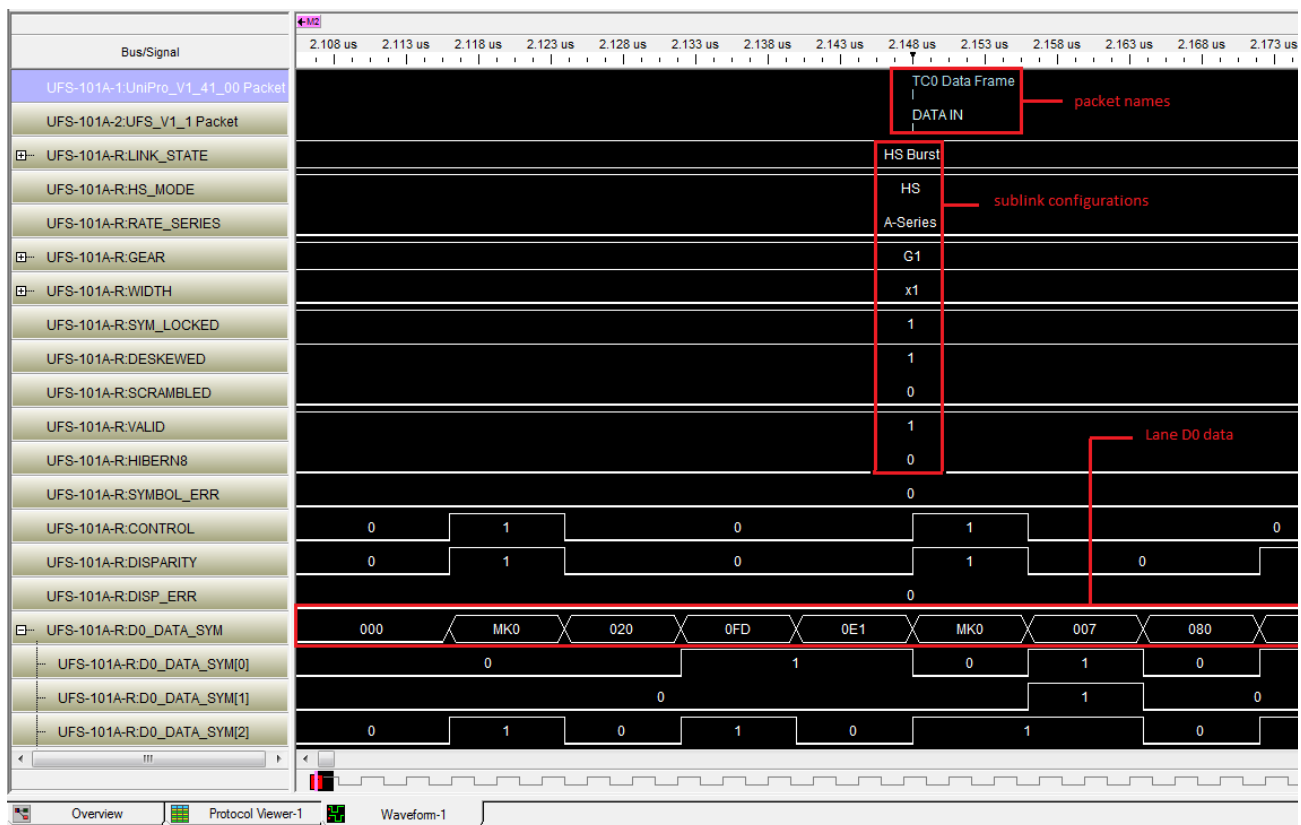 M2
Bus/Signal 2.108 us 2.113 us 2.118 us 2.123 us 2.128 us 2.133 us 2.138 us 2.143 us 2.148 us 2.153 us 2.158 us 2.163 us 2.168 us 2.173 us
UFS-101A-1:UniPro_V1_41_00 Packet TC0 Data Frame
packet names
UFS-101A-2:UFS_V1_1 Packet DATA IN
UFS-101A-R:LINK_STATE HS Burst
UFS-101A-R:HS_MODE HS
sublink configurations
UFS-101A-R:RATE_SERIES A-Series
UFS-101A-R:GEAR G1
UFS-101A-R:WIDTH x1
UFS-101A-R:SYM_LOCKED 1
UFS-101A-R:DESKEWED 1
UFS-101A-R:SCRAMBLED 0
UFS-101A-R:VALID 1
Lane D0 data
UFS-101A-R:HIBERN8 0
UFS-101A-R:SYMBOL_ERR 0
UFS-101A-R:CONTROL 0 1 0 1 0
UFS-101A-R:DISPARITY 0 1 0 1 0
UFS-101A-R:DISP_ERR 0
UFS-101A-R:D0_DATA_SYM 000 MK0 020 0FD 0E1 MK0 007 080
UFS-101A-R:D0_DATA_SYM[0] 0 1 0 1 0
UFS-101A-R:D0_DATA_SYM[1] 0 1 0
UFS-101A-R:D0_DATA_SYM[2] 0 1 0 1 0 1 0
Overview Protocol Viewer-1 Waveform-1